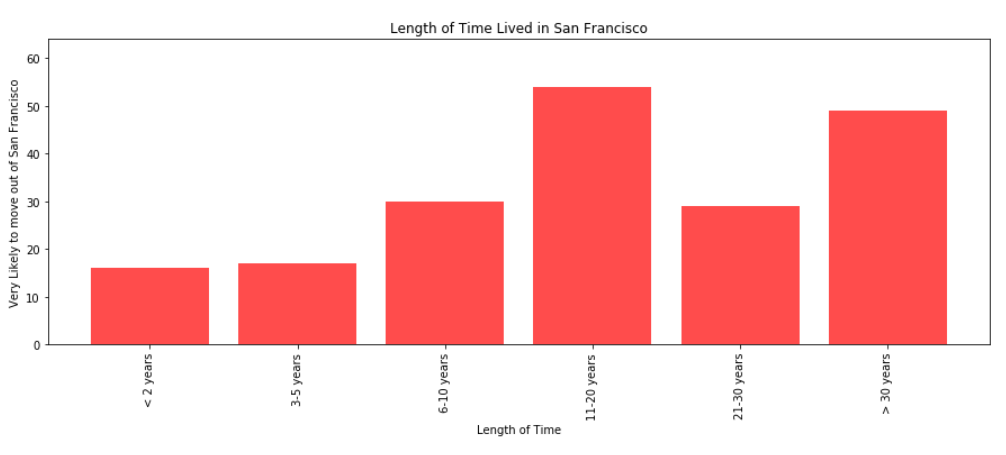 Length of Time Lived in San Francisco
Very Likely to move out of San Francisco
60
50
40
30
20
10
0
< 2 years
3-5 years
6-10 years
11-20 years
21-30 years
> 30 years
Length of Time